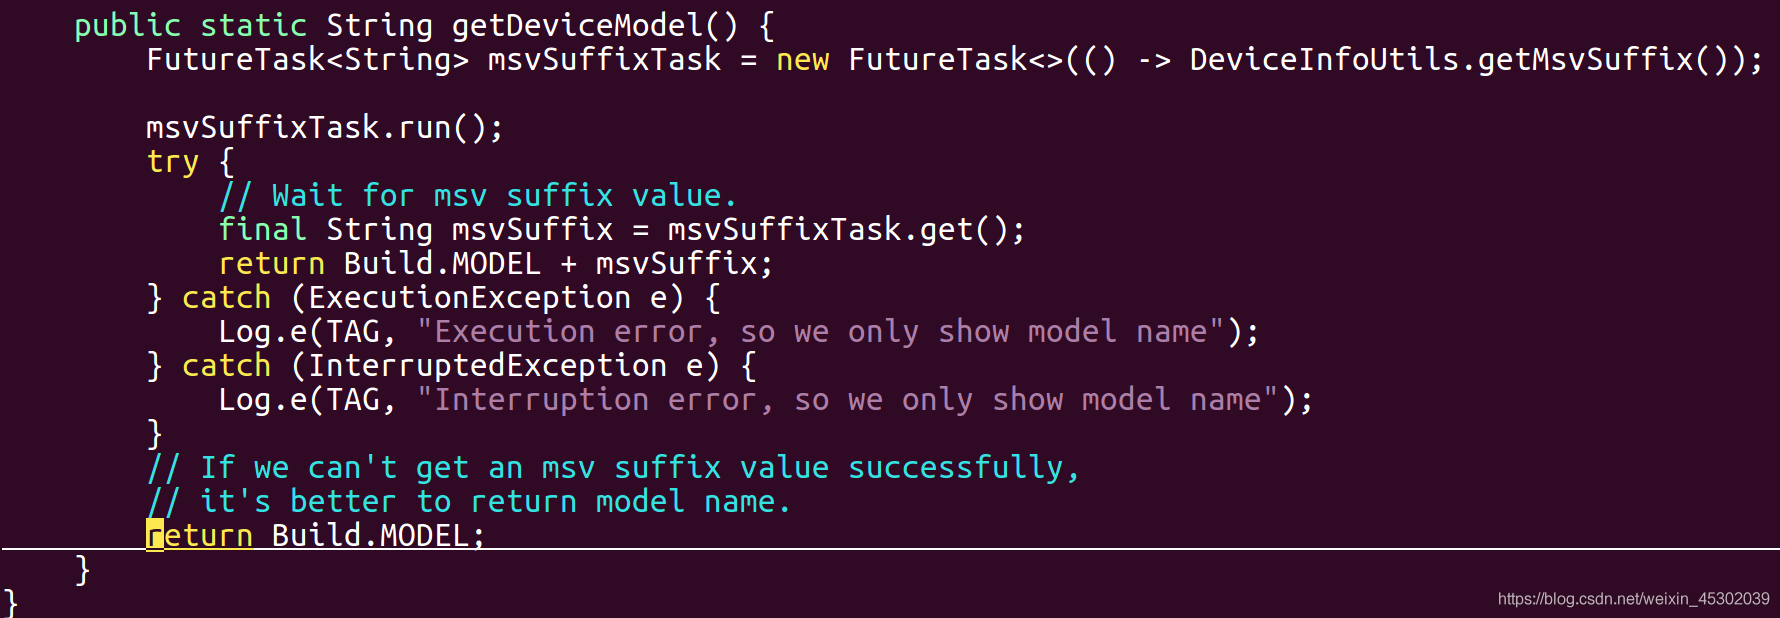 public static String getDeviceModel() {
FutureTask<String> msvSuffixTask = new FutureTask<>(() -> DeviceInfoUtils.getMsvSuffix());
msvSuffixTask.run();
try {
// Wait for msv suffix value.
final String msvSuffix = msvSuffixTask.get();
return Build.MODEL + msvSuffix;
} catch (ExecutionException e) {
Log.e(TAG, "Execution error, so we only show model name");
} catch (InterruptedException e) {
Log.e(TAG, "Interruption error, so we only show model name");
}
// If we can't get an msv suffix value successfully,
// it's better to return model name.
return Build.MODEL;
}
}
https://blog.csdn.net/weixin_45302039